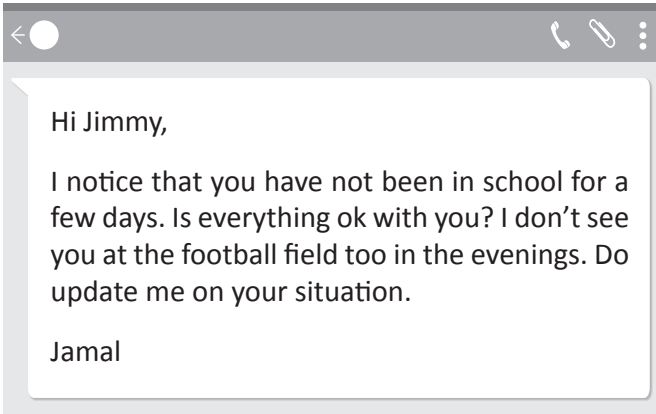 Hi Jimmy,
I notice that you have not been in school for a
few days. Is everything ok with you? I don’t see
you at the football field too in the evenings. Do
update me on your situation.
Jamal